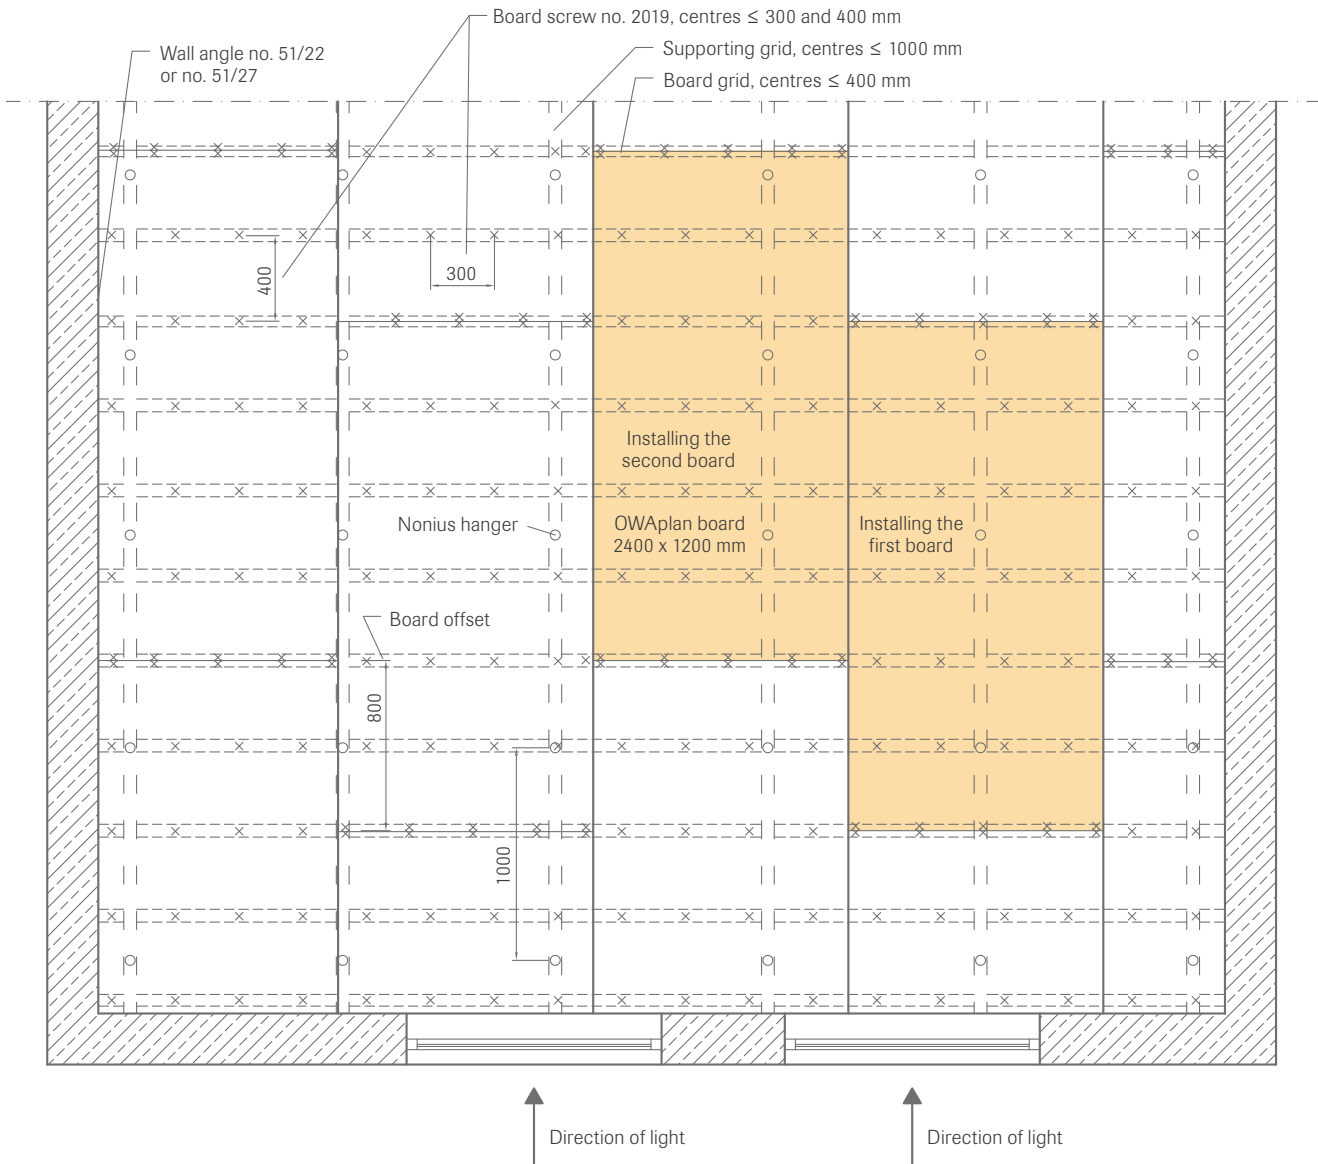 Board screw no. 2019, centres ≤ 300 and 400 mm
Supporting grid, centres ≤ 1000 mm
Wall angle no. 51/22
or no. 51/27
Board grid, centres ≤ 400 mm
400
300
Installing the
second board
Nonius hanger
OWAplan board
2400 x 1200 mm
Installing the
first board
Board offset
800
1000
Direction of light
Direction of light